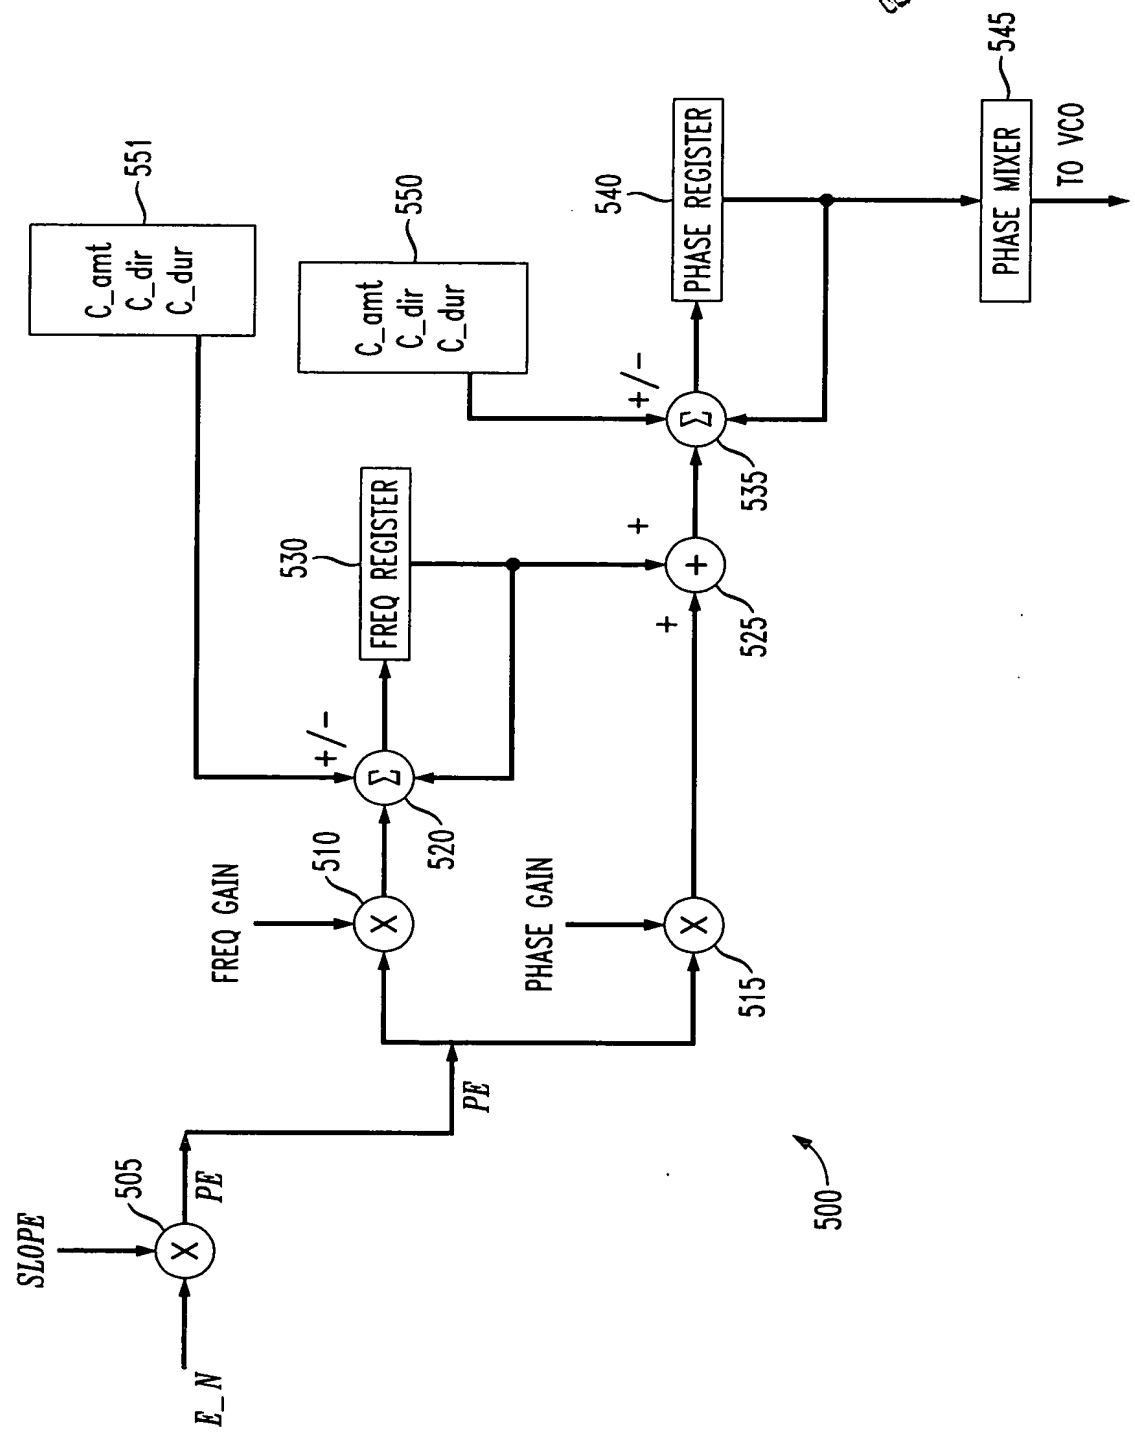 SLOPE
505
E_N
PE
PE
FREQ GAIN
510
520
+/-
530
FREQ REGISTER
551
C_amt
C_dir
C_dur
550
C_amt
C_dir
C_dur
PHASE GAIN
515
+
+
+
525
535
+/-
540
PHASE REGISTER
545
PHASE MIXER
TO VCO
500
X
X
X
Σ
Σ